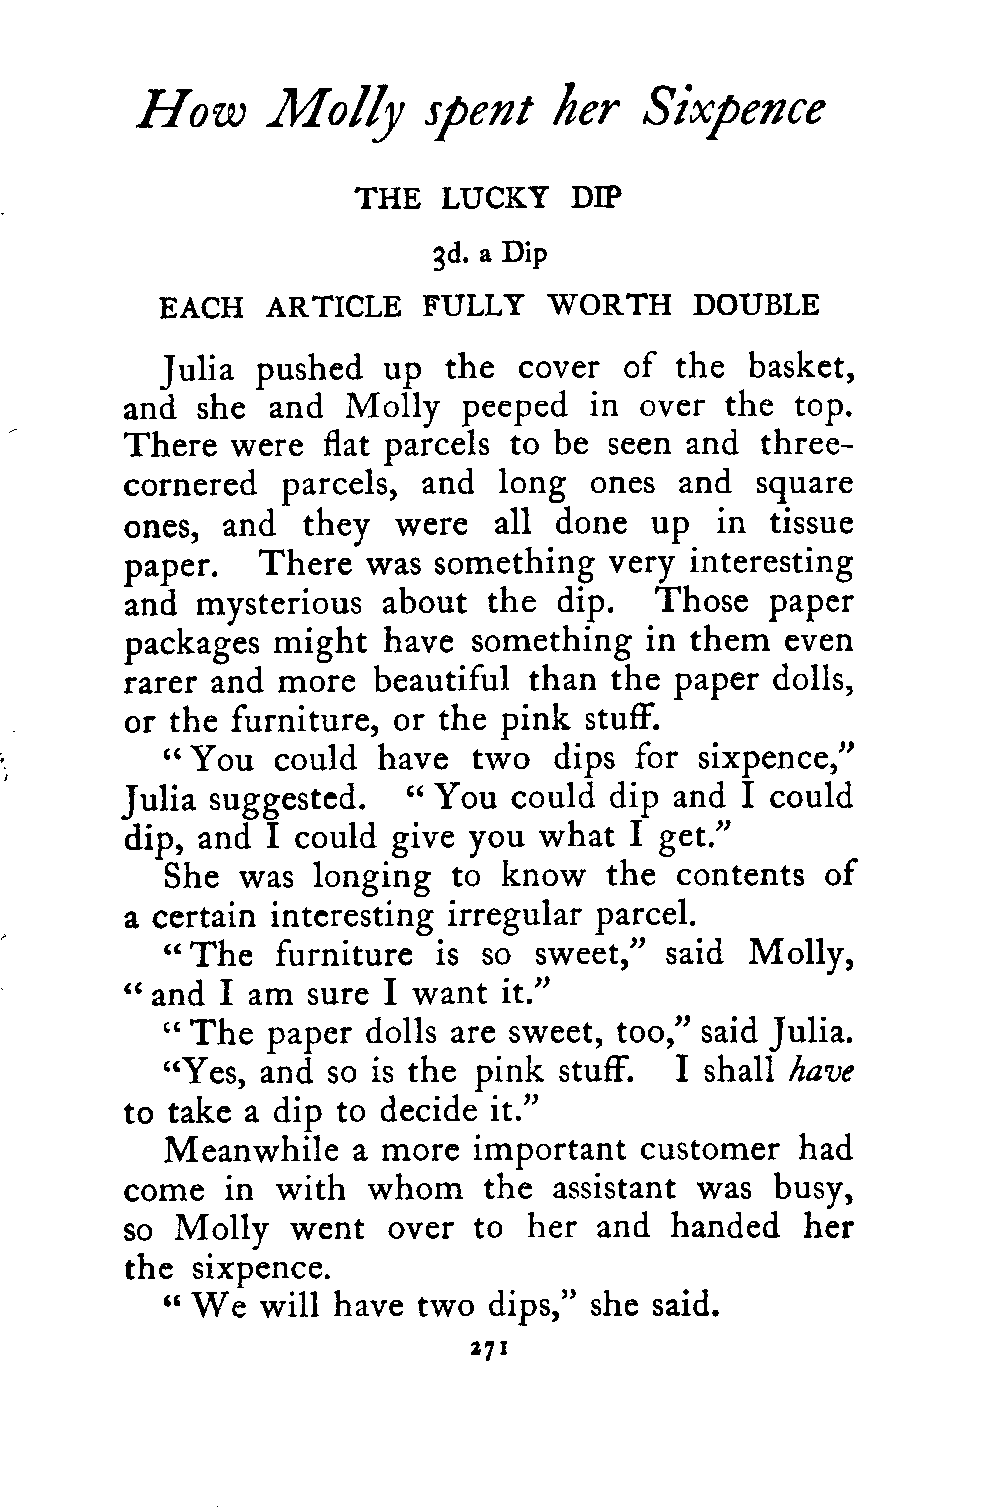 How Molly spent her Sixpence
THE LUCKY DIP
3d. a Dip
EACH ARTICLE FULLY WORTH DOUBLE
Julia pushed up the cover of the basket,
and she and Molly peeped in over the top.
There were flat parcels to be seen and three-
cornered parcels, and long ones and square
ones, and they were all done up in tissue
paper. There was something very interesting
and mysterious about the dip. Those paper
packages might have something in them even
rarer and more beautiful than the paper dolls,
or the furniture, or the pink stuff.
“You could have two dips for sixpence,”
Julia suggested. “You could dip and I could
dip, and I could give you what I get.”
She was longing to know the contents of
a certain interesting irregular parcel.
“The furniture is so sweet,” said Molly,
“and I am sure I want it.”
“The paper dolls are sweet, too,” said Julia.
“Yes, and so is the pink stuff. I shall have
to take a dip to decide it.”
Meanwhile a more important customer had
come in with whom the assistant was busy,
so Molly went over to her and handed her
the sixpence.
“We will have two dips,” she said.
271